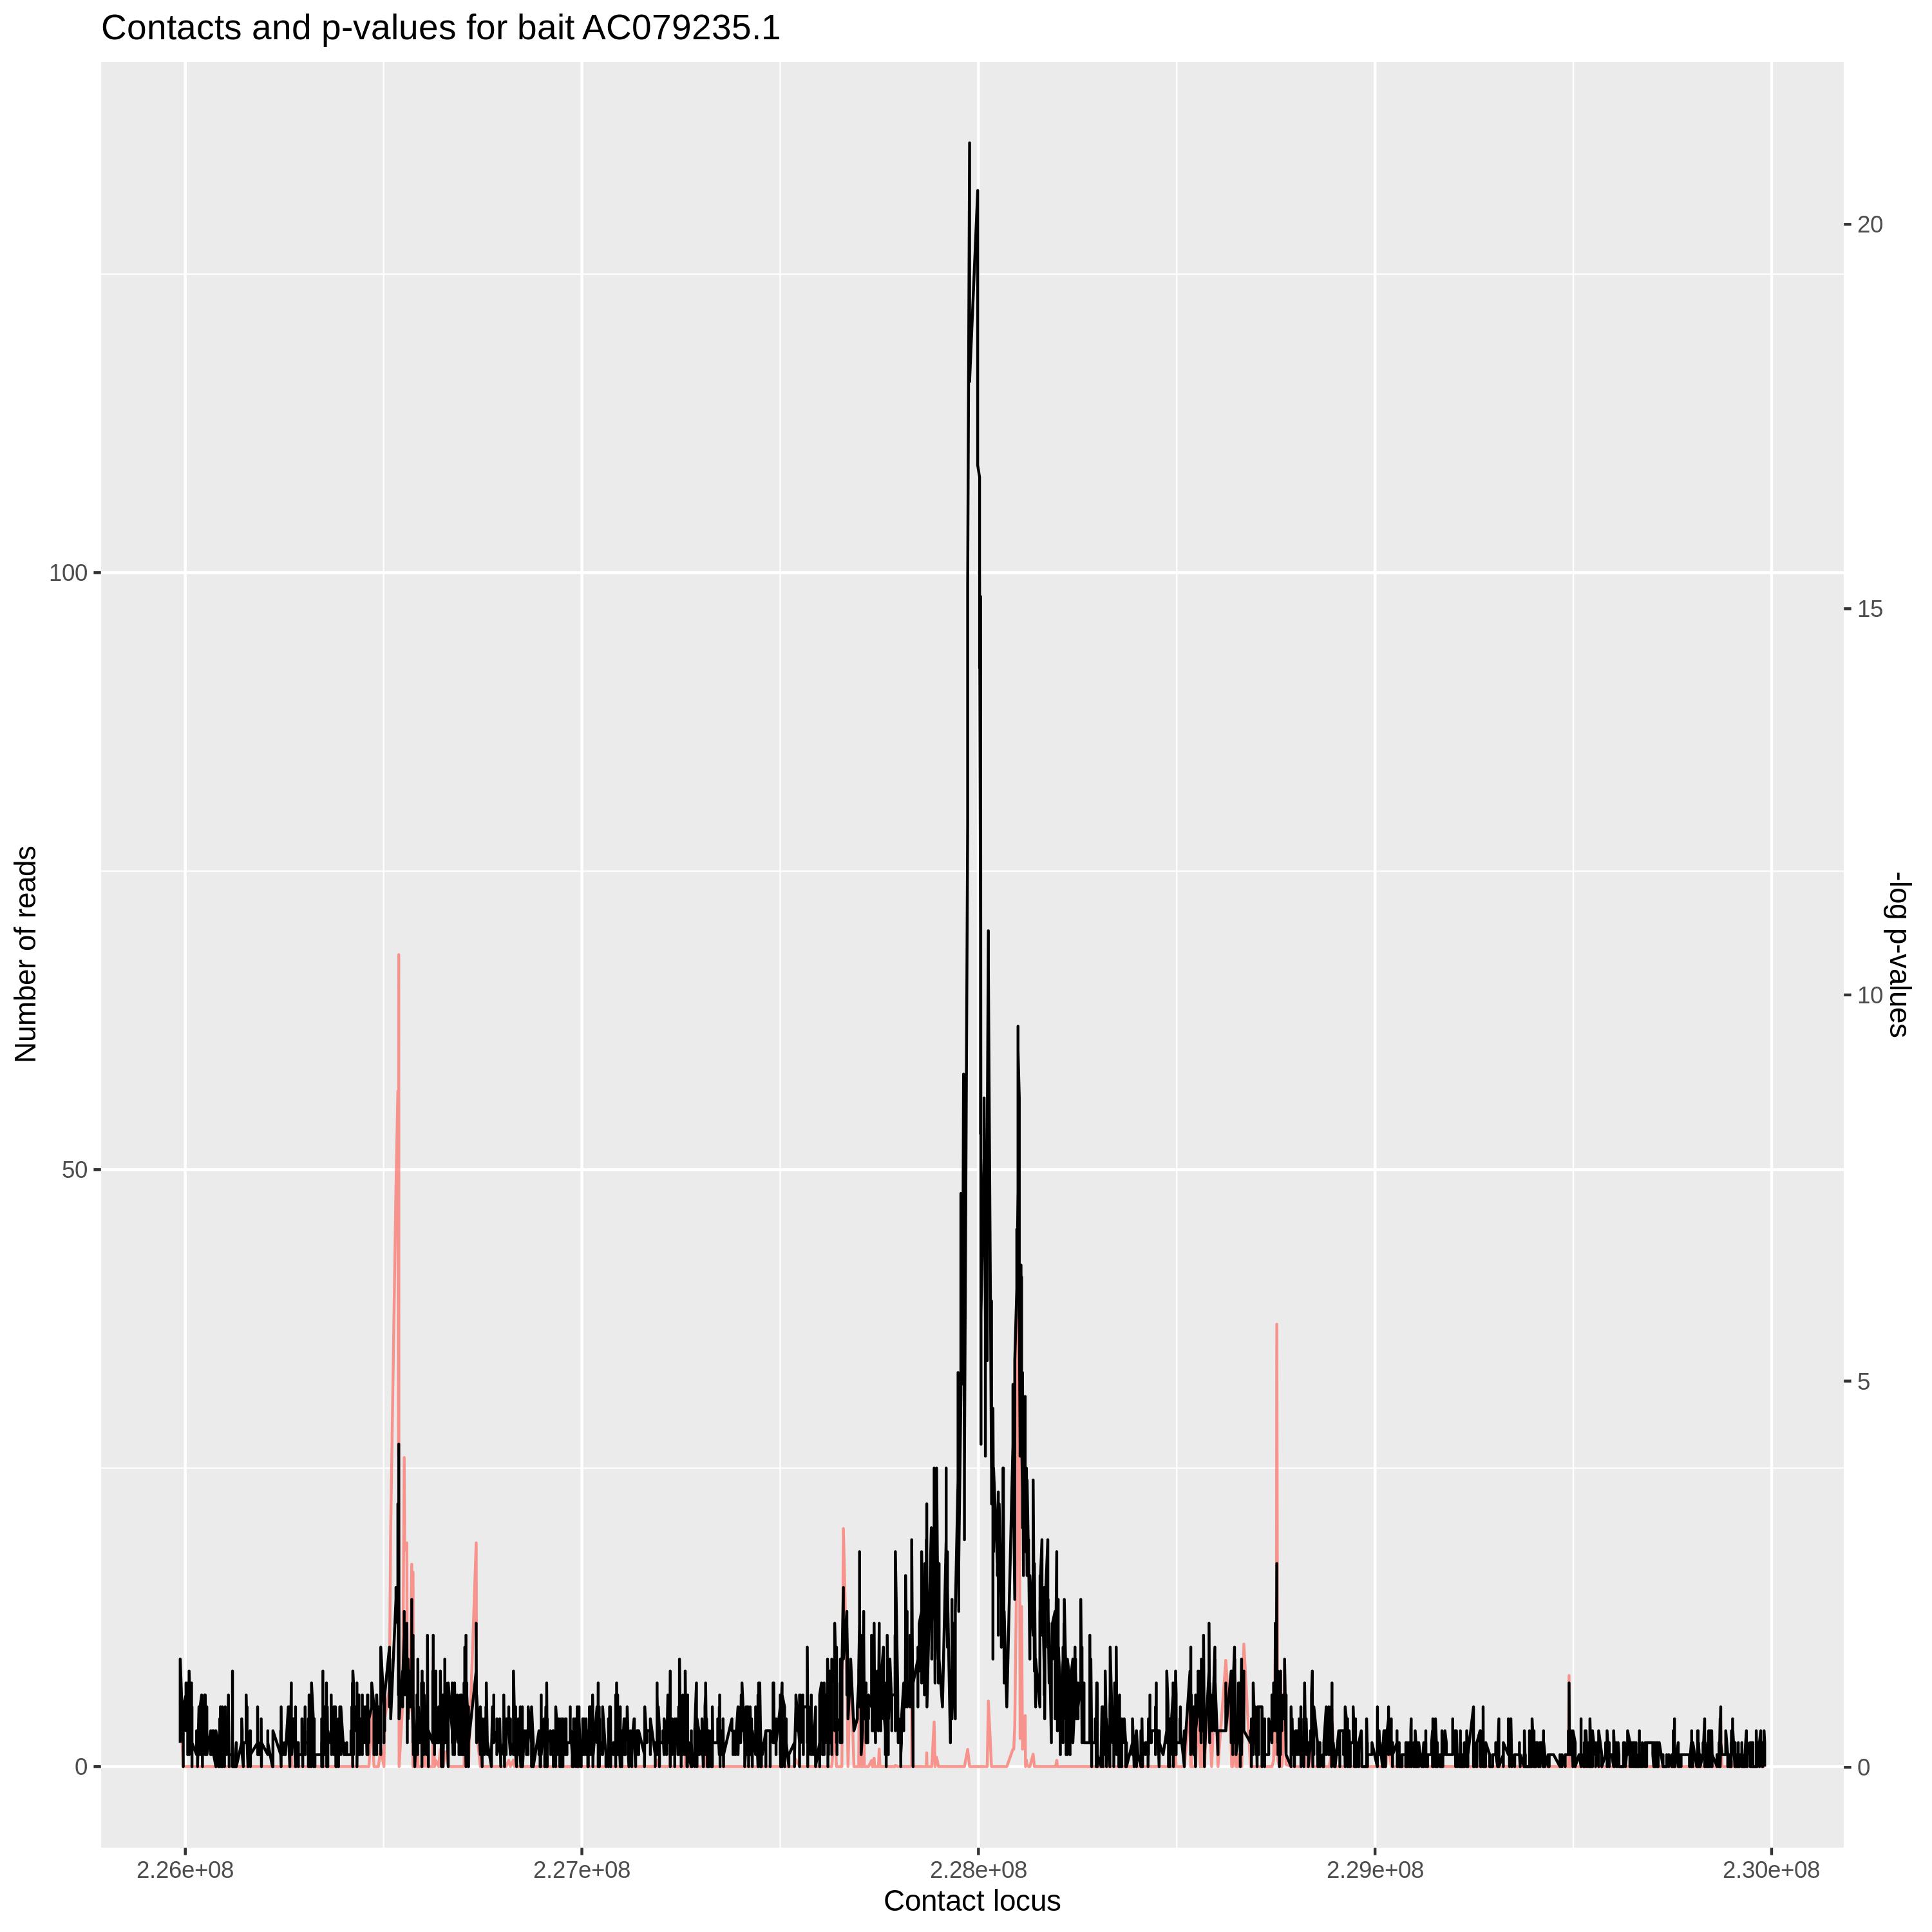 Contacts and p-values for bait AC079235.1
Number of reads
100
50
0
20
15
10
5
0
-log p-values
2.26e+08 2.27e+08 2.28e+08 2.29e+08 2.30e+08
Contact locus